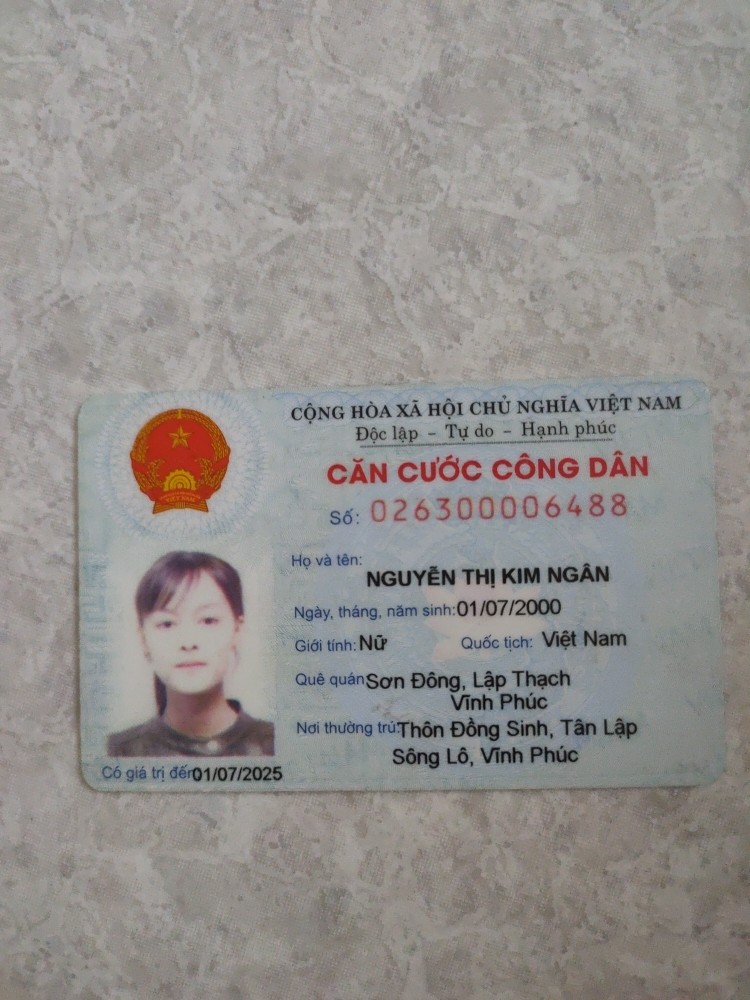 CỘNG HÒA XÃ HỘI CHỦ NGHĨA VIỆT NAM
Độc lập - Tự do - Hạnh phúc
CĂN CƯỚC CÔNG DÂN
Số: 026300006488
Họ và tên:
NGUYỄN THỊ KIM NGÂN
Ngày, tháng, năm sinh: 01/07/2000
Giới tính: Nữ Quốc tịch: Việt Nam
Quê quán Sơn Đông, Lập Thạch
Vĩnh Phúc
Nơi thường trú: Thôn Đồng Sinh, Tân Lập
Sông Lô, Vĩnh Phúc
Có giá trị đến 01/07/2025
VIỆT NAM